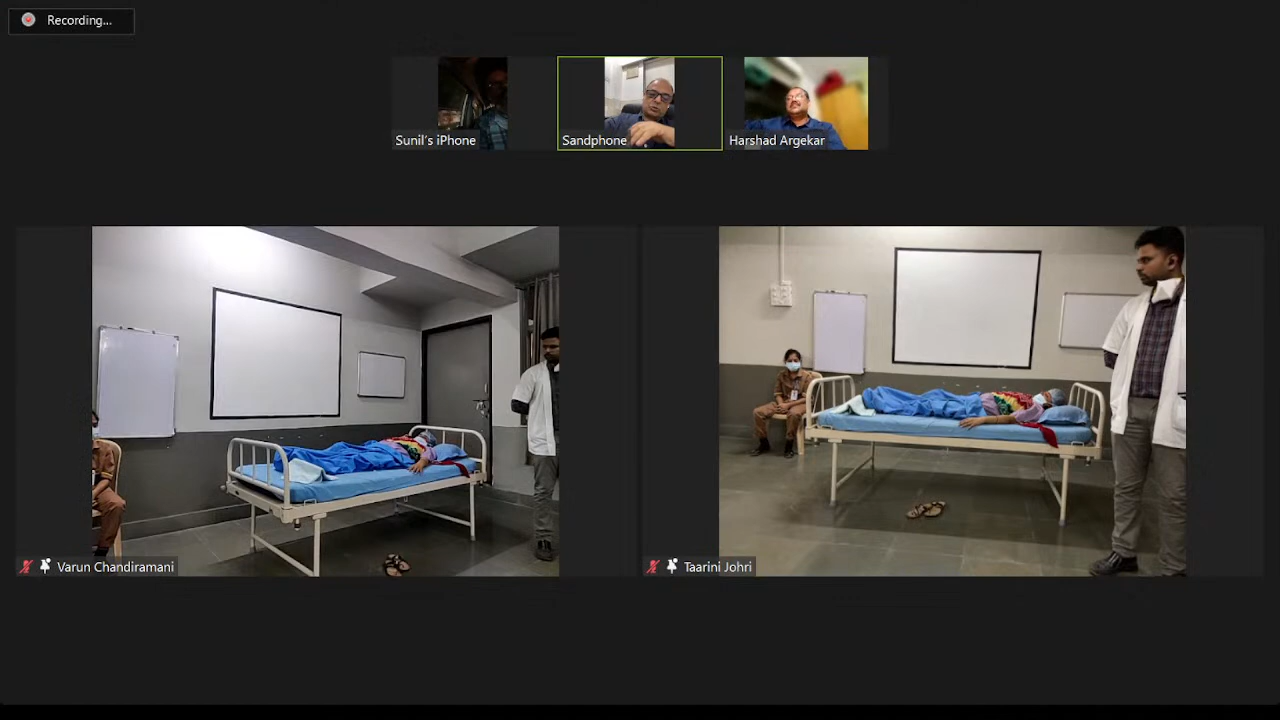 Recording...
Sunil's iPhone
Sandphone
Harshad Argekar
Varun Chandiramani
Taarini Johri